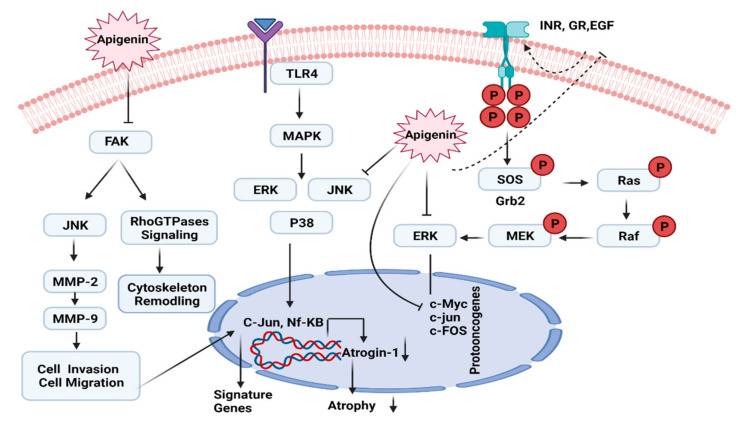 Apigenin
INR, GR,EGF
TLR4
P P
P P
FAK
MAPK
Apigenin
ERK
JNK
P38
SOS
P
Grb2
Ras
P
Raf
P
MEK
P
ERK
JNK
RhoGTPases
Signaling
MMP-2
MMP-9
Cytoskeleton
Remodling
Cell Invasion
Cell Migration
C-Jun, Nf-KB
Atrogin-1
c-Myc
c-jun
c-FOS
Protooncogenes
Signature
Genes
Atrophy